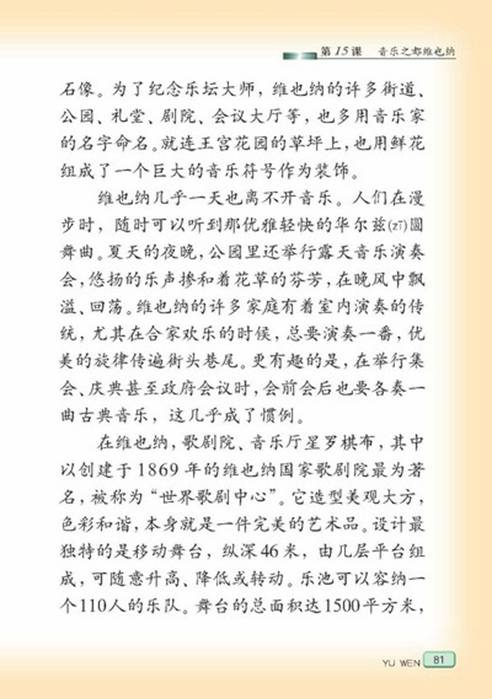 第15课 音乐之都维也纳
石像。为了纪念乐坛大师，维也纳的许多街道、
公园、礼堂、剧院、会议大厅等，也多用音乐家
的名字命名。就连王宫花园的草坪上，也用鲜花
组成了一个巨大的音乐符号作为装饰。
维也纳几乎一天也离不开音乐。人们在漫
步时，随时可以听到那优雅轻快的华尔兹(zī)圆
舞曲。夏天的夜晚，公园里还举行露天音乐演奏
会，悠扬的乐声掺和着花草的芬芳，在晚风中飘
溢、回荡。维也纳的许多家庭有着室内演奏的传
统，尤其在合家欢乐的时候，总要演奏一番，优
美的旋律传遍街头巷尾。更有趣的是，在举行集
会、庆典甚至政府会议时，会前会后也要各奏一
曲古典音乐，这几乎成了惯例。
在维也纳，歌剧院、音乐厅星罗棋布，其中
以创建于1869年的维也纳国家歌剧院最为著
名，被称为“世界歌剧中心”。它造型美观大方，
色彩和谐，本身就是一件完美的艺术品。设计最
独特的是移动舞台，纵深46米，由几层平台组
成，可随意升高、降低或转动。乐池可以容纳一
个110人的乐队。舞台的总面积达1500平方米，
YU WEN 81